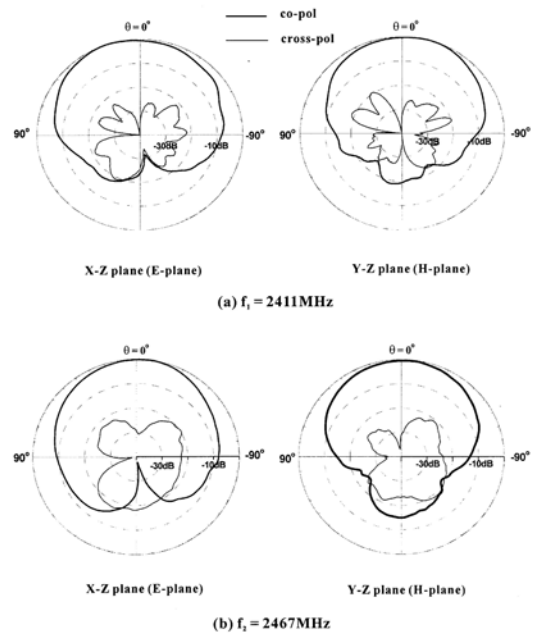 co-pol
cross-pol
θ = 0°
90°
-30dB
-10dB
-90°
X-Z plane (E-plane)
θ = 0°
90°
-30dB
-10dB
-90°
Y-Z plane (H-plane)
(a) f₁ = 2411MHz
θ = 0°
90°
-30dB
-10dB
-90°
X-Z plane (E-plane)
θ = 0°
90°
-30dB
-10dB
-90°
Y-Z plane (H-plane)
(b) f₂ = 2467MHz